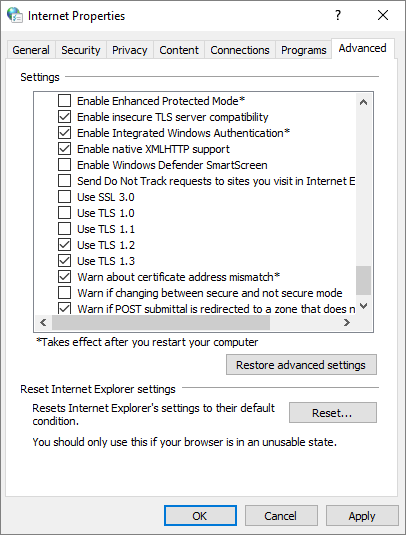 Internet Properties
General Security Privacy Content Connections Programs Advanced
Settings
Enable Enhanced Protected Mode*
Enable insecure TLS server compatibility
Enable Integrated Windows Authentication*
Enable native XMLHTTP support
Enable Windows Defender SmartScreen
Send Do Not Track requests to sites you visit in Internet E
Use SSL 3.0
Use TLS 1.0
Use TLS 1.1
Use TLS 1.2
Use TLS 1.3
Warn about certificate address mismatch*
Warn if changing between secure and not secure mode
Warn if POST submittal is redirected to a zone that does n
*Takes effect after you restart your computer
Restore advanced settings
Reset Internet Explorer settings
Resets Internet Explorer's settings to their default
condition.
Reset...
You should only use this if your browser is in an unusable state.
OK Cancel Apply